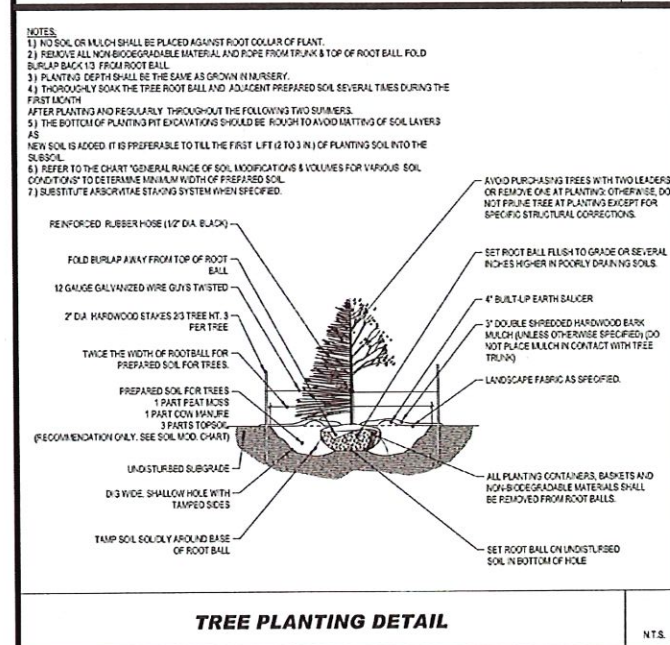 NOTES:
1.) NO SOIL OR MULCH SHALL BE PLACED AGAINST ROOT COLLAR OF PLANT.
2.) REMOVE ALL NON-BIODEGRADABLE MATERIAL AND ROPE FROM TRUNK & TOP OF ROOT BALL. FOLD
BURLAP BACK 1/3 FROM ROOT BALL.
3.) PLANTING DEPTH SHALL BE THE SAME AS GROWN IN NURSERY.
4.) THOROUGHLY SOAK THE TREE ROOT BALL AND ADJACENT PREPARED SOIL SEVERAL TIMES DURING THE
FIRST MONTH
AFTER PLANTING AND REGULARLY THROUGHOUT THE FOLLOWING TWO SUMMERS.
5.) THE BOTTOM OF PLANTING PIT EXCAVATIONS SHOULD BE ROUGH TO AVOID MATTING OF SOIL LAYERS
AS
NEW SOIL IS ADDED. IT IS PREFERABLE TO TILL THE FIRST LIFT (2 TO 3 IN.) OF PLANTING SOIL INTO THE
SUBSOIL.
6.) REFER TO THE CHART "GENERAL RANGE OF SOIL MODIFICATIONS & VOLUMES FOR VARIOUS SOIL
CONDITIONS" TO DETERMINE MINIMUM WIDTH OF PREPARED SOIL.
7.) SUBSTITUTE ARBORVITAE STAKING SYSTEM WHEN SPECIFIED.
REINFORCED RUBBER HOSE (1/2" DIA. BLACK)
FOLD BURLAP AWAY FROM TOP OF ROOT
BALL
12 GAUGE GALVANIZED WIRE GUYS TWISTED
2" DIA. HARDWOOD STAKES 2/3 TREE HT. 3
PER TREE
TWICE THE WIDTH OF ROOTBALL FOR
PREPARED SOIL FOR TREES.
PREPARED SOIL FOR TREES
1 PART PEAT MOSS
1 PART COW MANURE
3 PARTS TOPSOIL
(RECOMMENDATION ONLY. SEE SOIL MOD. CHART)
UNDISTURBED SUBGRADE
DIG WIDE, SHALLOW HOLE WITH
TAMPED SIDES
TAMP SOIL SOLIDLY AROUND BASE
OF ROOT BALL
AVOID PURCHASING TREES WITH TWO LEADERS
OR REMOVE ONE AT PLANTING; OTHERWISE, DO
NOT PRUNE TREE AT PLANTING EXCEPT FOR
SPECIFIC STRUCTURAL CORRECTIONS.
SET ROOT BALL FLUSH TO GRADE OR SEVERAL
INCHES HIGHER IN POORLY DRAINING SOILS.
4" BUILT-UP EARTH SAUCER
3" DOUBLE SHREDDED HARDWOOD BARK
MULCH (UNLESS OTHERWISE SPECIFIED) (DO
NOT PLACE MULCH IN CONTACT WITH TREE
TRUNK)
LANDSCAPE FABRIC AS SPECIFIED.
ALL PLANTING CONTAINERS, BASKETS AND
NON-BIODEGRADABLE MATERIALS SHALL
BE REMOVED FROM ROOT BALLS.
SET ROOT BALL ON UNDISTURBED
SOIL IN BOTTOM OF HOLE
TREE PLANTING DETAIL
N.T.S.